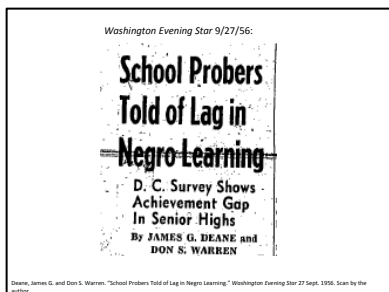 Washington Evening Star 9/27/56:
School Probers
Told of Lag in
Negro Learning
D. C. Survey Shows
Achievement Gap
In Senior Highs
By JAMES G. DEANE and
DON S. WARREN
Deane, James G. and Don S. Warren. "School Probers Told of Lag in Negro Learning." Washington Evening Star 27 Sept. 1956. Scan by the
author.